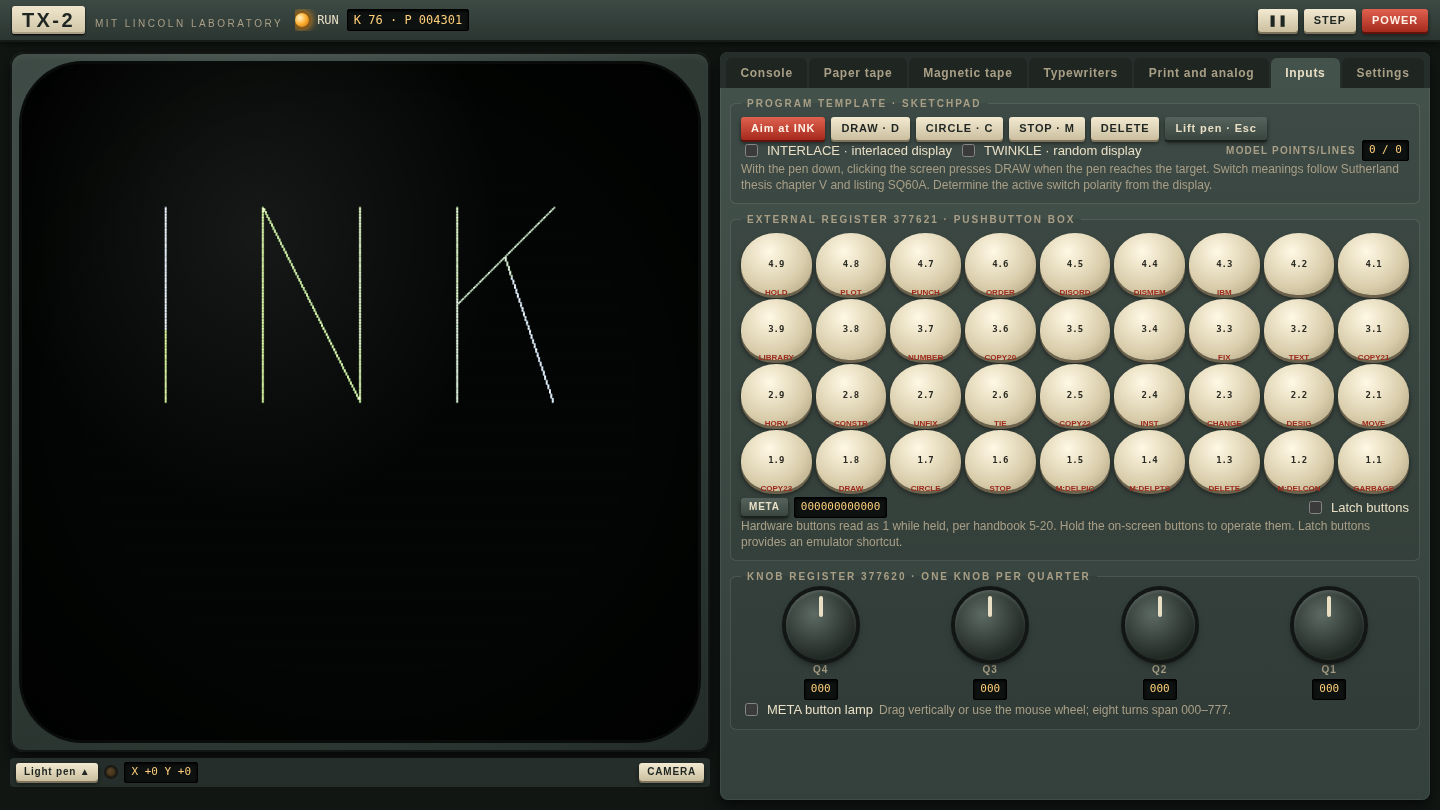 TX-2 MIT LINCOLN LABORATORY RUN K 76 · P 004301 ❚❚ STEP POWER
INK
Light pen ▲ X +0 Y +0 CAMERA
Console Paper tape Magnetic tape Typewriters Print and analog Inputs Settings
PROGRAM TEMPLATE · SKETCHPAD
Aim at INK DRAW · D CIRCLE · C STOP · M DELETE Lift pen · Esc
INTERLACE · interlaced display TWINKLE · random display MODEL POINTS/LINES 0 / 0
With the pen down, clicking the screen presses DRAW when the pen reaches the target. Switch meanings follow Sutherland
thesis chapter V and listing SQ60A. Determine the active switch polarity from the display.
EXTERNAL REGISTER 377621 · PUSHBUTTON BOX
4.9 4.8 4.7 4.6 4.5 4.4 4.3 4.2 4.1
HOLD PLOT PUNCH ORDER DISORD DISMEM IBM
3.9 3.8 3.7 3.6 3.5 3.4 3.3 3.2 3.1
LIBRARY NUMBER COPY20 FIX TEXT COPY21
2.9 2.8 2.7 2.6 2.5 2.4 2.3 2.2 2.1
HORV CONSTR UNFIX TIE COPY22 INST CHANGE DESIG MOVE
1.9 1.8 1.7 1.6 1.5 1.4 1.3 1.2 1.1
COPY23 DRAW CIRCLE STOP M:DELPIC M:DELPTS DELETE M:DELCON GARBAGE
META 000000000000 Latch buttons
Hardware buttons read as 1 while held, per handbook 5-20. Hold the on-screen buttons to operate them. Latch buttons
provides an emulator shortcut.
KNOB REGISTER 377620 · ONE KNOB PER QUARTER
Q4 Q3 Q2 Q1
000 000 000 000
META button lamp Drag vertically or use the mouse wheel; eight turns span 000–777.